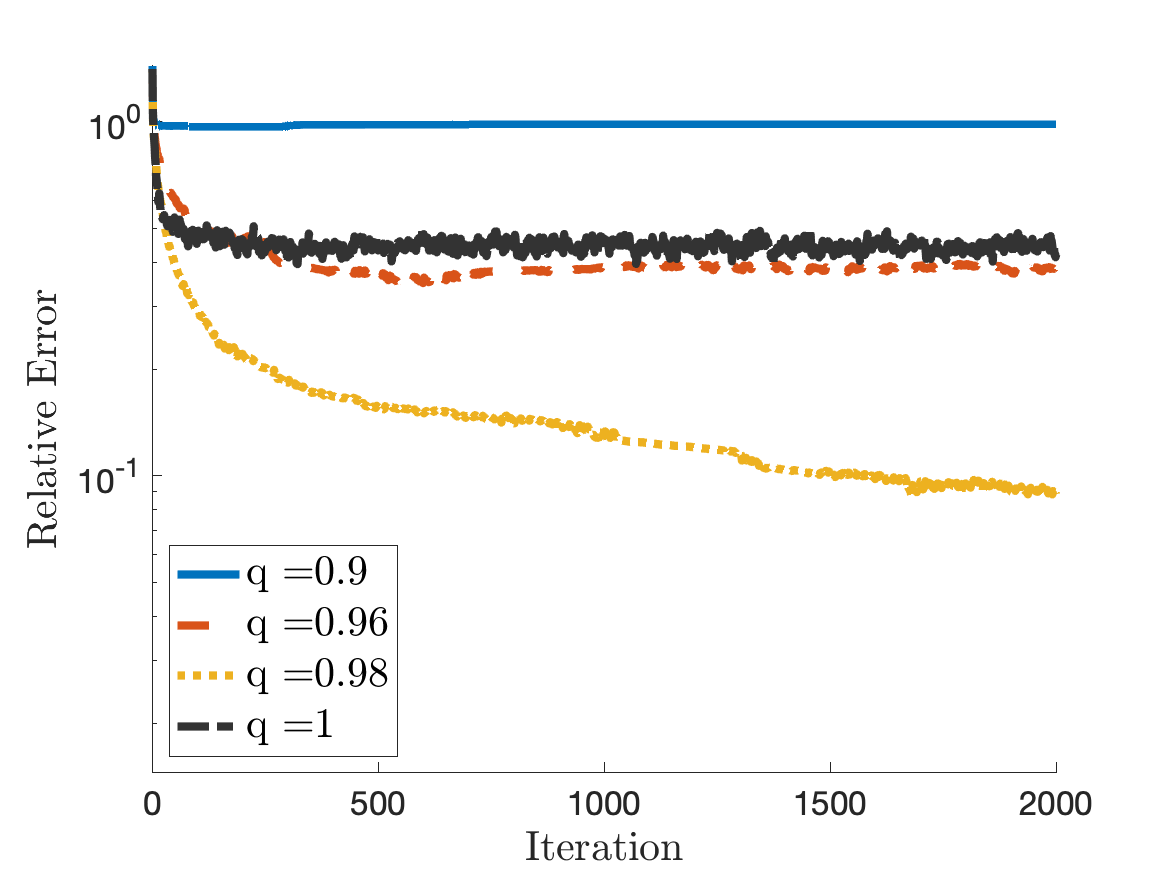 10^0
10^-1
Relative Error
q =0.9
q =0.96
q =0.98
q =1
0 500 1000 1500 2000
Iteration